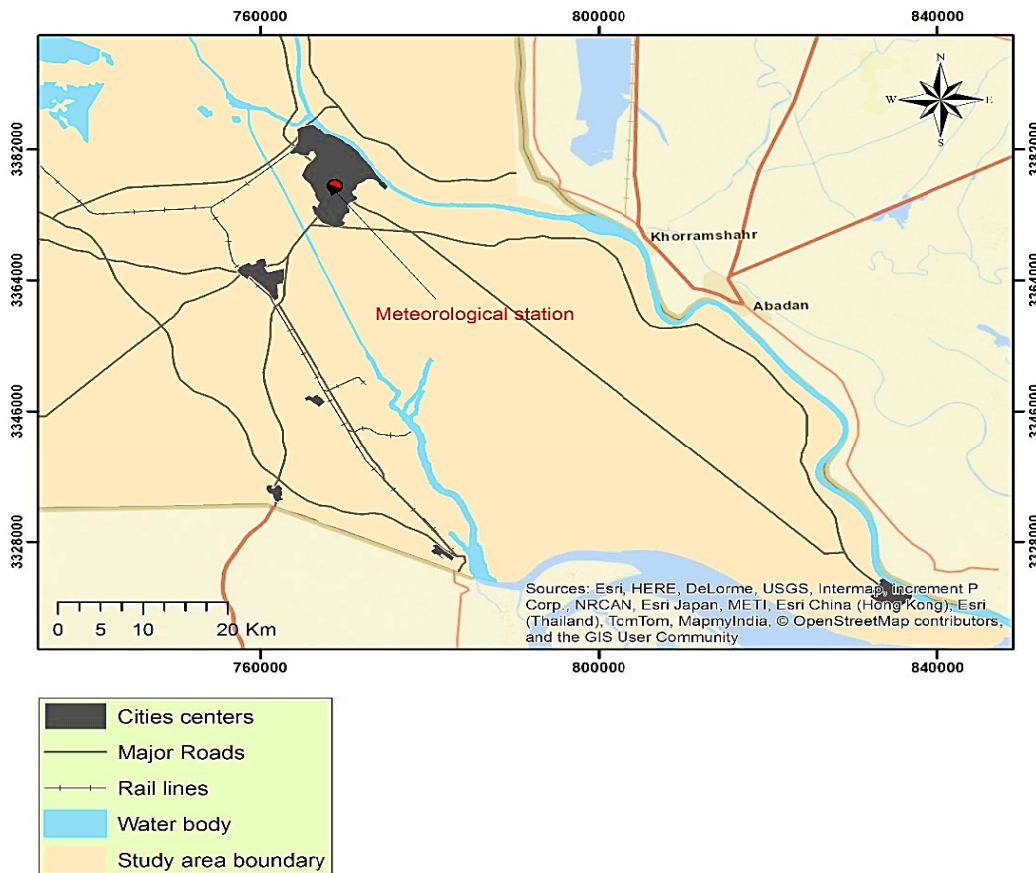 760000 800000 840000
N
W E
S
3382000 3382000
Khorramshahr
3364000 3364000
Abadan
Meteorological station
3346000 3346000
3328000 3328000
Sources: Esri, HERE, DeLorme, USGS, Intermap, increment P
Corp., NRCAN, Esri Japan, METI, Esri China (Hong Kong), Esri
(Thailand), TomTom, MapmyIndia, © OpenStreetMap contributors,
and the GIS User Community
0 5 10 20 Km
760000 800000 840000
Cities centers
Major Roads
Rail lines
Water body
Study area boundary